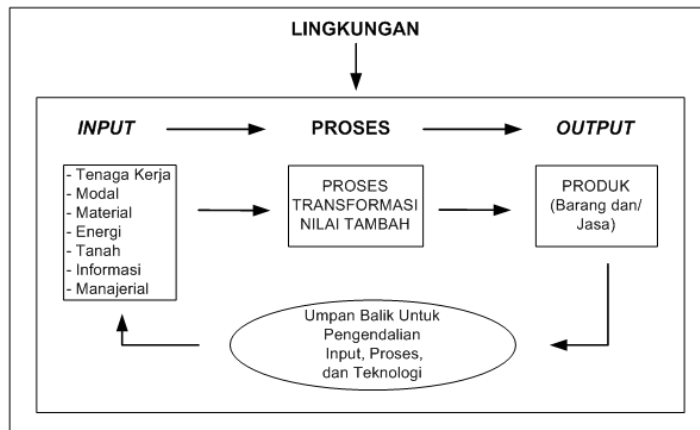 LINGKUNGAN
INPUT
PROSES
OUTPUT
- Tenaga Kerja
- Modal
- Material
- Energi
- Tanah
- Informasi
- Manajerial
PROSES
TRANSFORMASI
NILAI TAMBAH
PRODUK
(Barang dan/
Jasa)
Umpan Balik Untuk
Pengendalian
Input, Proses,
dan Teknologi